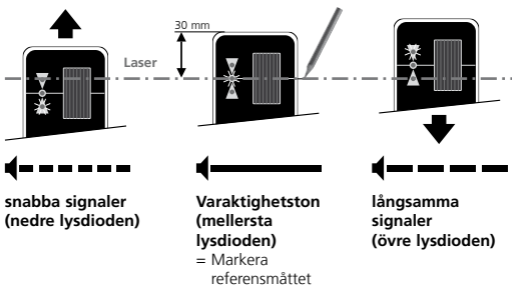 30 mm
Laser
snabba signaler
(nedre lysdioden)
Varaktighetston
(mellersta
lysdioden)
= Markera
referensmåttet
långsamma
signaler
(övre lysdioden)